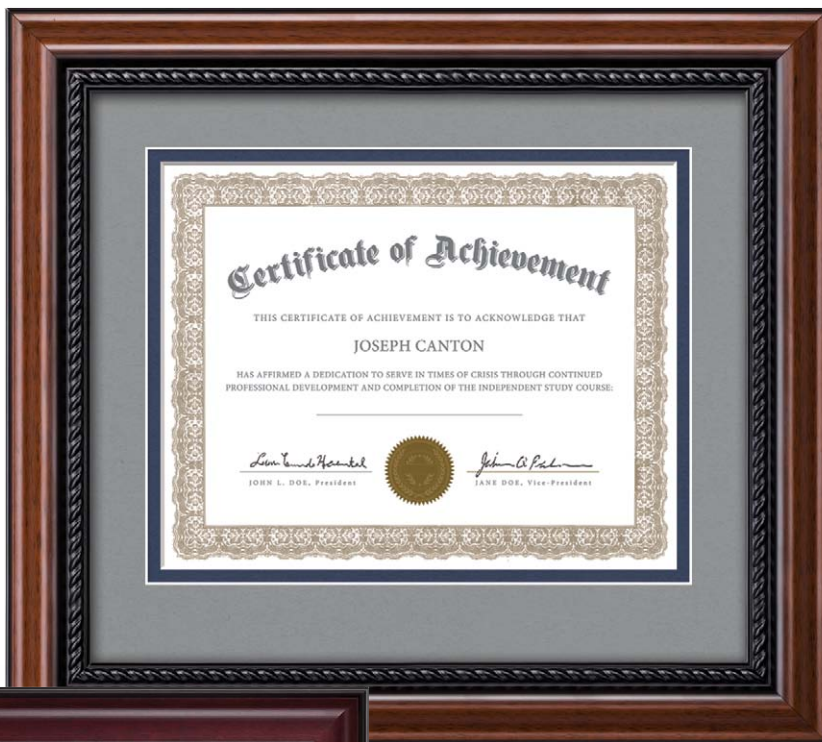 Certificate of Achievement
THIS CERTIFICATE OF ACHIEVEMENT IS TO ACKNOWLEDGE THAT
JOSEPH CANTON
HAS AFFIRMED A DEDICATION TO SERVE IN TIMES OF CRISIS THROUGH CONTINUED
PROFESSIONAL DEVELOPMENT AND COMPLETION OF THE INDEPENDENT STUDY COURSE:
JOHN L. DOE, President
JANE DOE, Vice-President